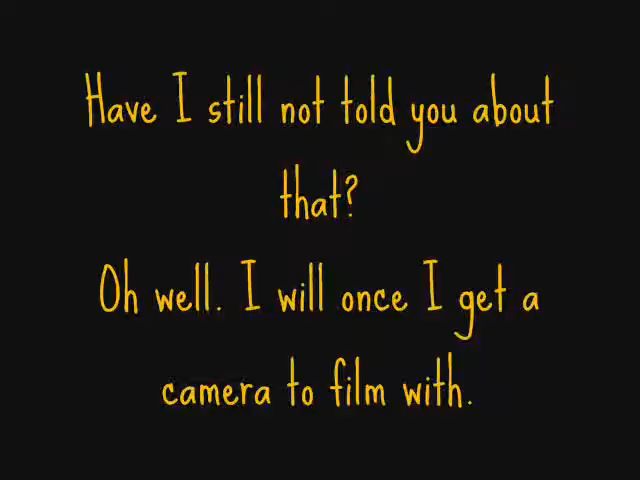 Have I still not told you about
that?
Oh well. I will once I get a
camera to film with.